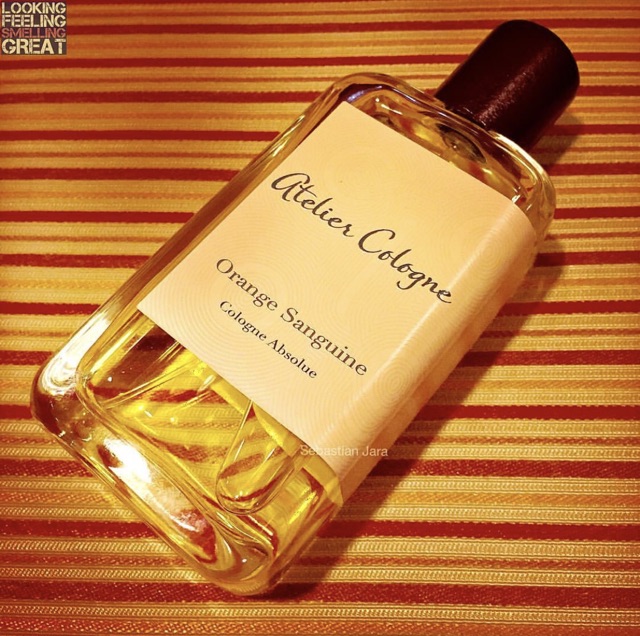 LOOKING
FEELING
SMELLING
GREAT
Atelier Cologne
Orange Sanguine
Cologne Absolue
Sebastian Jara